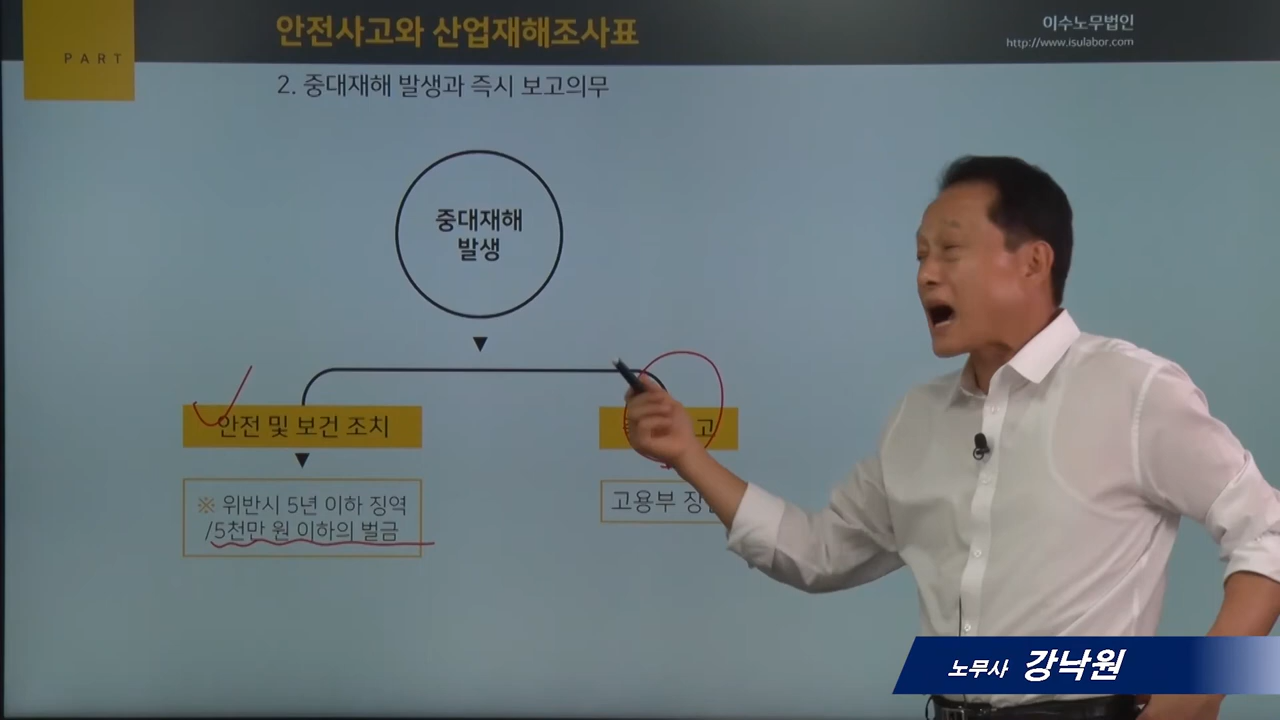 PART
안전사고와 산업재해조사표
이수노무법인
http://www.isulabor.com
2. 중대재해 발생과 즉시 보고의무
중대재해
발생
안전 및 보건 조치
고
※ 위반시 5년 이하 징역
/5천만 원 이하의 벌금
고용부
노무사 강낙원